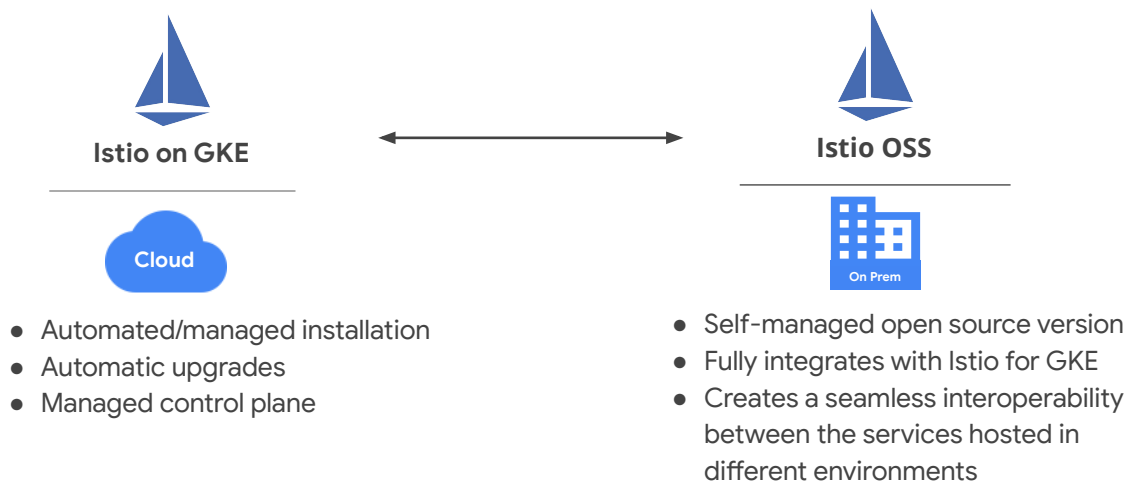 Istio on GKE
Cloud
● Automated/managed installation
● Automatic upgrades
● Managed control plane
Istio OSS
On Prem
● Self-managed open source version
● Fully integrates with Istio for GKE
● Creates a seamless interoperability
between the services hosted in
different environments